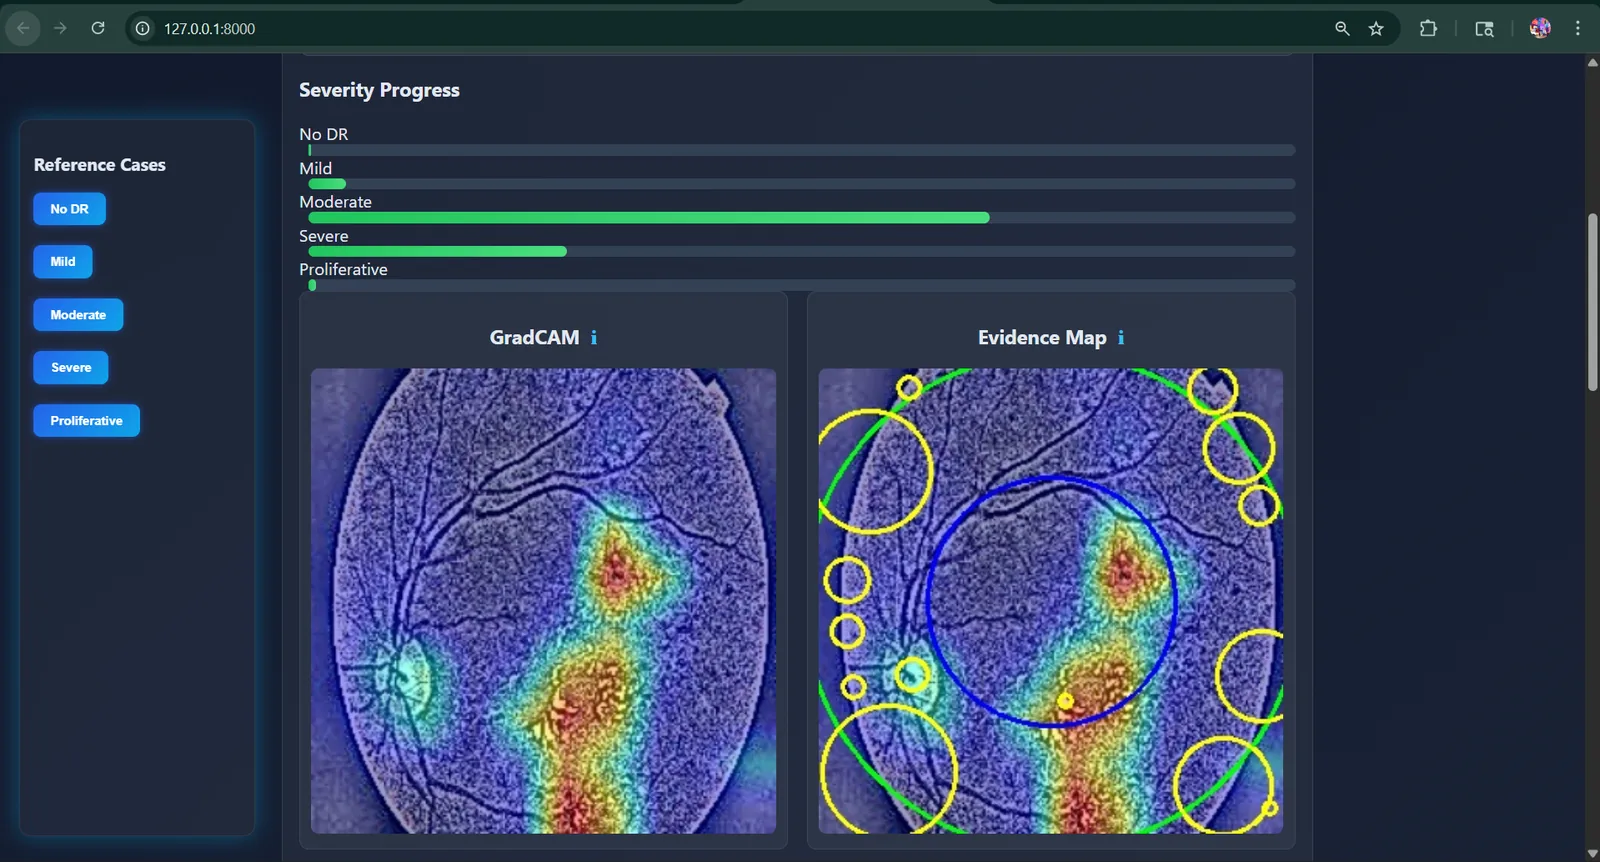 127.0.0.1:8000
Reference Cases
No DR
Mild
Moderate
Severe
Proliferative
Severity Progress
No DR
Mild
Moderate
Severe
Proliferative
GradCAM i
Evidence Map i